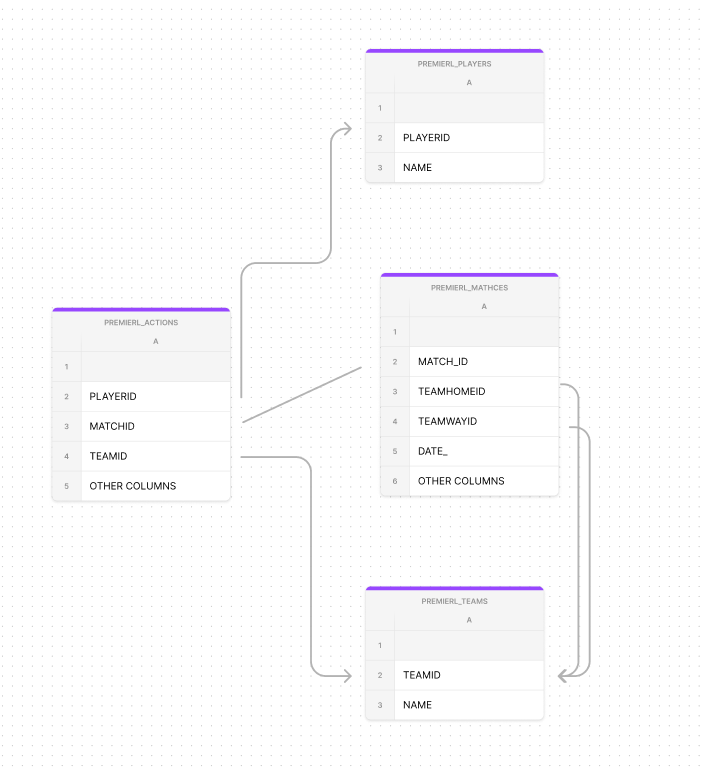 PREMIERL_PLAYERS
A
1
2 PLAYERID
3 NAME
PREMIERL_ACTIONS
A
1
2 PLAYERID
3 MATCHID
4 TEAMID
5 OTHER COLUMNS
PREMIERL_MATHCES
A
1
2 MATCH_ID
3 TEAMHOMEID
4 TEAMWAYID
5 DATE_
6 OTHER COLUMNS
PREMIERL_TEAMS
A
1
2 TEAMID
3 NAME